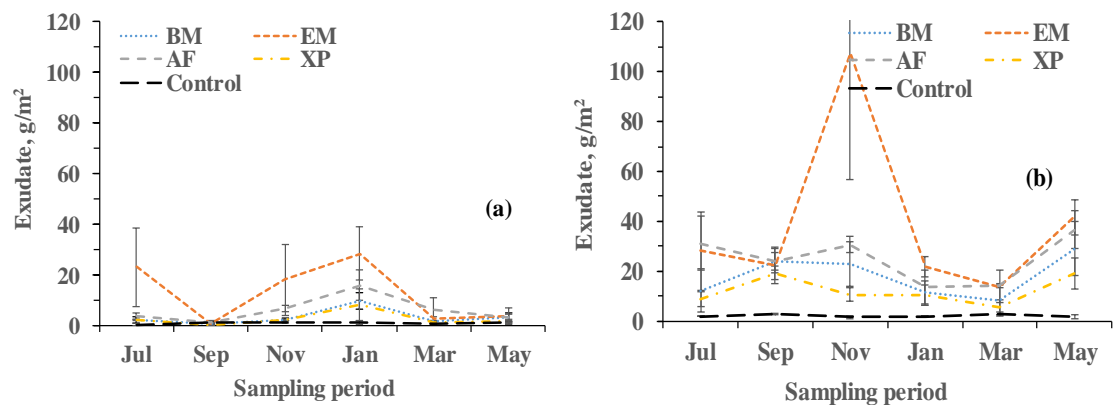 120
100
80
60
40
20
0
Exudate, g/m²
BM EM
AF XP
Control
(a)
Jul Sep Nov Jan Mar May
Sampling period
120
100
80
60
40
20
0
Exudate, g/m²
BM EM
AF XP
Control
(b)
Jul Sep Nov Jan Mar May
Sampling period